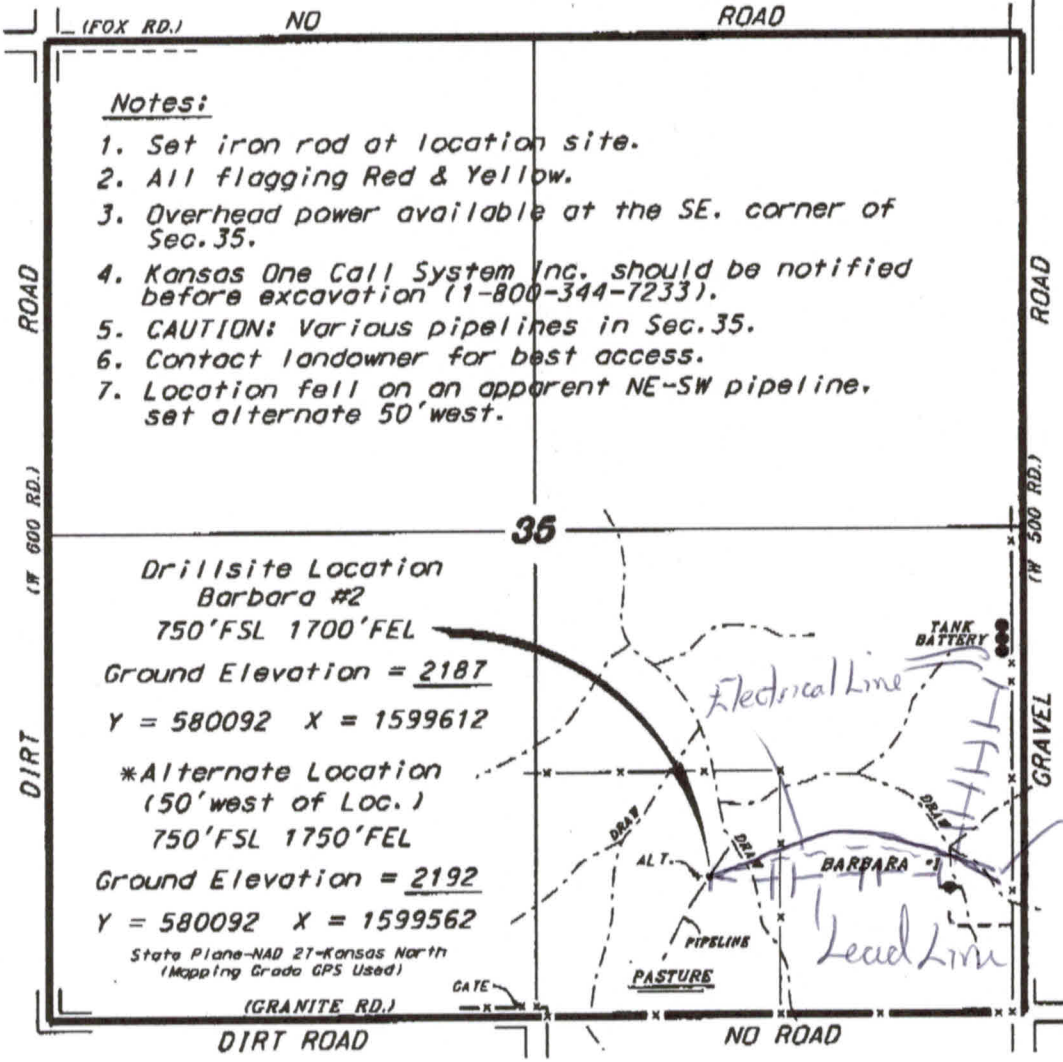 (FOX RD.)
NO
ROAD
Notes:
1. Set iron rod at location site.
2. All flagging Red & Yellow.
3. Overhead power available at the SE. corner of
Sec.35.
4. Kansas One Call System Inc. should be notified
before excavation (1-800-344-7233).
5. CAUTION: Various pipelines in Sec.35.
6. Contact landowner for best access.
7. Location fell on an apparent NE-SW pipeline,
set alternate 50'west.
ROAD
ROAD
(W 600 RD.)
(W 500 RD.)
35
Drillsite Location
Barbara #2
750'FSL 1700'FEL
Ground Elevation = 2187
Y = 580092 X = 1599612
*Alternate Location
(50'west of Loc.)
750'FSL 1750'FEL
Ground Elevation = 2192
Y = 580092 X = 1599562
State Plane-NAD 27-Kansas North
(Mapping Grade GPS Used)
DIRT
GRAVEL
TANK
BATTERY
Electrical Line
DRAW
DRAW
DRAW
ALT.
BARBARA #1
Lead Line
PIPELINE
PASTURE
GATE
(GRANITE RD.)
DIRT ROAD
NO ROAD